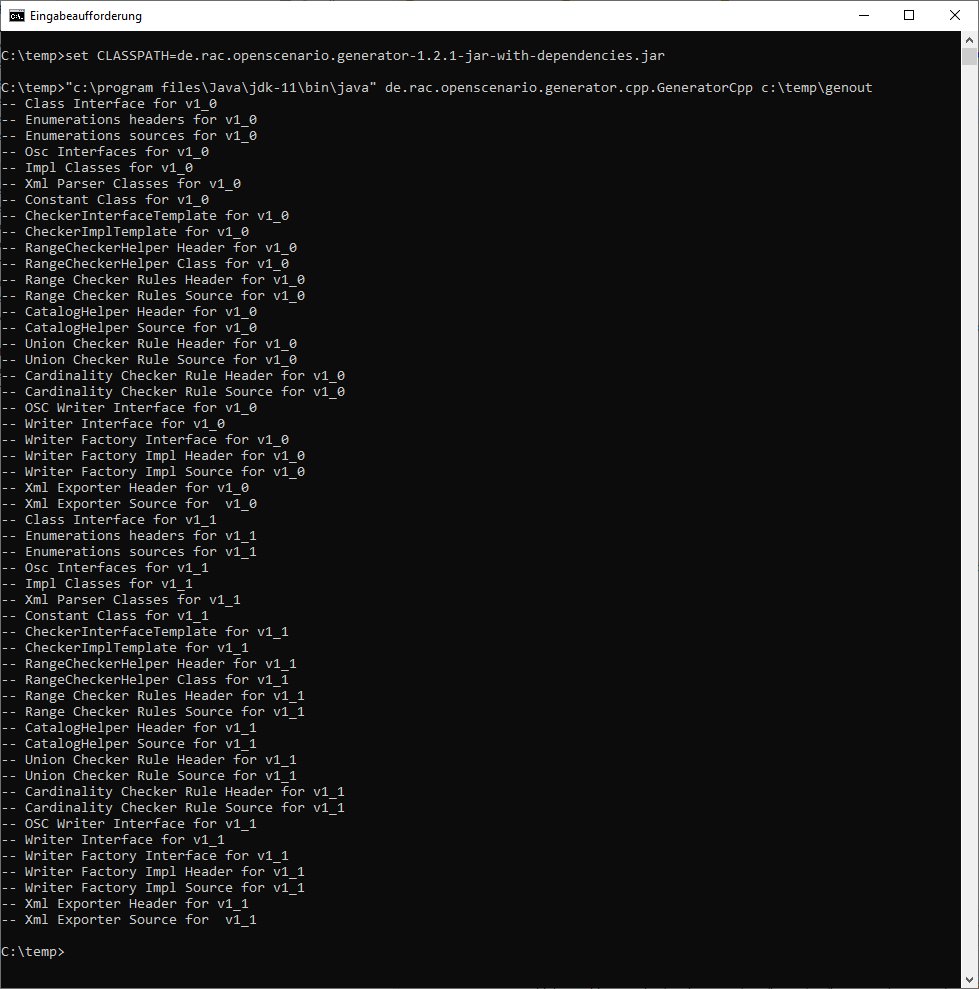 Eingabeaufforderung
C:\temp>set CLASSPATH=de.rac.openscenario.generator-1.2.1-jar-with-dependencies.jar
C:\temp>"c:\program files\Java\jdk-11\bin\java" de.rac.openscenario.generator.cpp.GeneratorCpp c:\temp\genout
-- Class Interface for v1_0
-- Enumerations headers for v1_0
-- Enumerations sources for v1_0
-- Osc Interfaces for v1_0
-- Impl Classes for v1_0
-- Xml Parser Classes for v1_0
-- Constant Class for v1_0
-- CheckerInterfaceTemplate for v1_0
-- CheckerImplTemplate for v1_0
-- RangeCheckerHelper Header for v1_0
-- RangeCheckerHelper Class for v1_0
-- Range Checker Rules Header for v1_0
-- Range Checker Rules Source for v1_0
-- CatalogHelper Header for v1_0
-- CatalogHelper Source for v1_0
-- Union Checker Rule Header for v1_0
-- Union Checker Rule Source for v1_0
-- Cardinality Checker Rule Header for v1_0
-- Cardinality Checker Rule Source for v1_0
-- OSC Writer Interface for v1_0
-- Writer Interface for v1_0
-- Writer Factory Interface for v1_0
-- Writer Factory Impl Header for v1_0
-- Writer Factory Impl Source for v1_0
-- Xml Exporter Header for v1_0
-- Xml Exporter Source for  v1_0
-- Class Interface for v1_1
-- Enumerations headers for v1_1
-- Enumerations sources for v1_1
-- Osc Interfaces for v1_1
-- Impl Classes for v1_1
-- Xml Parser Classes for v1_1
-- Constant Class for v1_1
-- CheckerInterfaceTemplate for v1_1
-- CheckerImplTemplate for v1_1
-- RangeCheckerHelper Header for v1_1
-- RangeCheckerHelper Class for v1_1
-- Range Checker Rules Header for v1_1
-- Range Checker Rules Source for v1_1
-- CatalogHelper Header for v1_1
-- CatalogHelper Source for v1_1
-- Union Checker Rule Header for v1_1
-- Union Checker Rule Source for v1_1
-- Cardinality Checker Rule Header for v1_1
-- Cardinality Checker Rule Source for v1_1
-- OSC Writer Interface for v1_1
-- Writer Interface for v1_1
-- Writer Factory Interface for v1_1
-- Writer Factory Impl Header for v1_1
-- Writer Factory Impl Source for v1_1
-- Xml Exporter Header for v1_1
-- Xml Exporter Source for  v1_1
C:\temp>